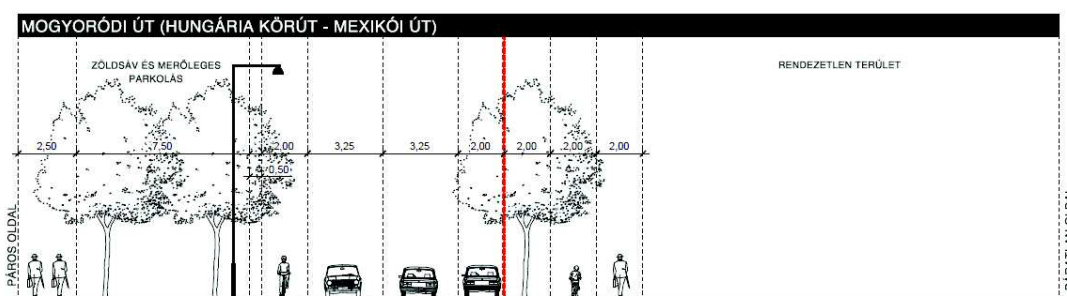 MOGYORÓDI ÚT (HUNGÁRIA KÖRÚT - MEXIKÓI ÚT)
ZÖLDSÁV ÉS MERŐLEGES
PARKOLÁS
RENDEZETLEN TERÜLET
2,50 7,50 2,00 3,25 3,25 2,00 2,00 2,00 2,00
0,50
PÁROS OLDAL